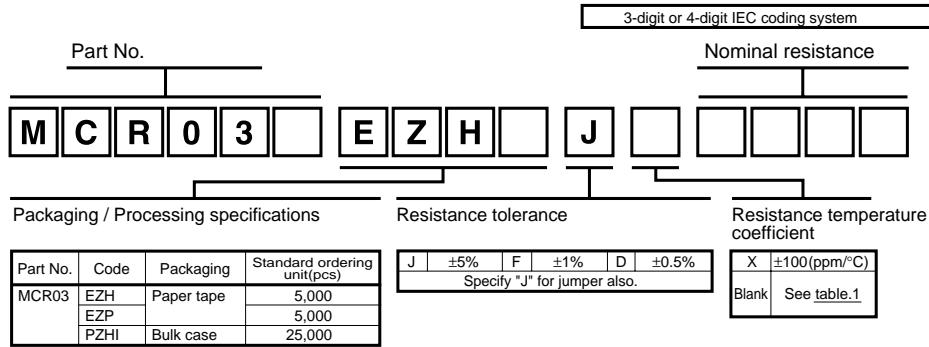 3-digit or 4-digit IEC coding system
Part No.
Nominal resistance
M C R 0 3 E Z H J
Packaging / Processing specifications
Resistance tolerance
Resistance temperature
coefficient
Part No. Code Packaging Standard ordering
unit(pcs)
MCR03 EZH Paper tape 5,000
EZP 5,000
PZHI Bulk case 25,000
J ±5% F ±1% D ±0.5%
Specify "J" for jumper also.
X ±100(ppm/°C)
Blank See table.1